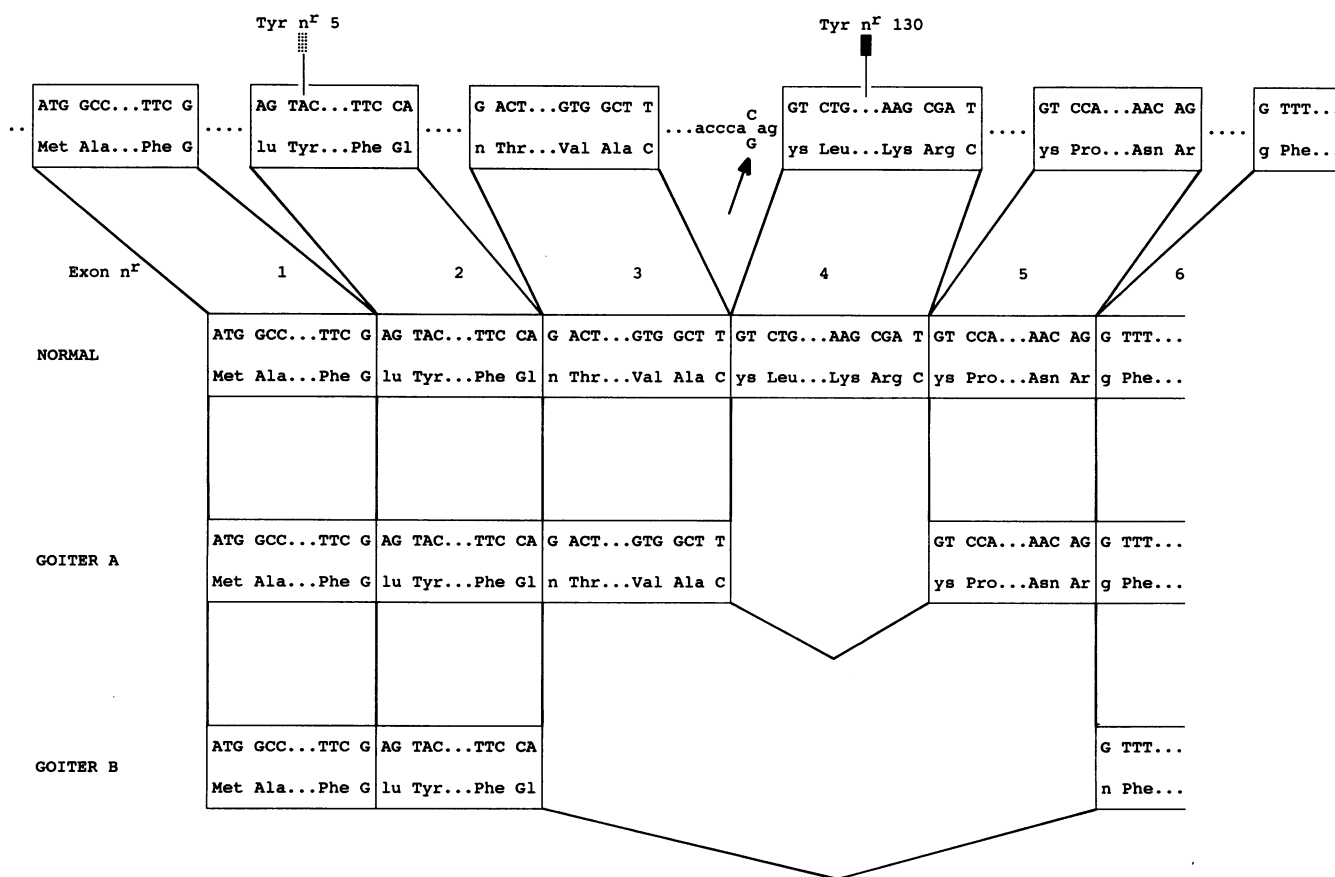 Tyr nʳ 5 Tyr nʳ 130
ATG GCC...TTC G AG TAC...TTC CA G ACT...GTG GCT T C GT CTG...AAG CGA T GT CCA...AAC AG G TTT...
.. .... .... ...accca ag .... ....
Met Ala...Phe G lu Tyr...Phe Gl n Thr...Val Ala C G ys Leu...Lys Arg C ys Pro...Asn Ar g Phe...
Exon nʳ 1 2 3 4 5 6
ATG GCC...TTC G AG TAC...TTC CA G ACT...GTG GCT T GT CTG...AAG CGA T GT CCA...AAC AG G TTT...
NORMAL
Met Ala...Phe G lu Tyr...Phe Gl n Thr...Val Ala C ys Leu...Lys Arg C ys Pro...Asn Ar g Phe...
ATG GCC...TTC G AG TAC...TTC CA G ACT...GTG GCT T GT CCA...AAC AG G TTT...
GOITER A
Met Ala...Phe G lu Tyr...Phe Gl n Thr...Val Ala C ys Pro...Asn Ar g Phe...
ATG GCC...TTC G AG TAC...TTC CA G TTT...
GOITER B
Met Ala...Phe G lu Tyr...Phe Gl n Phe...